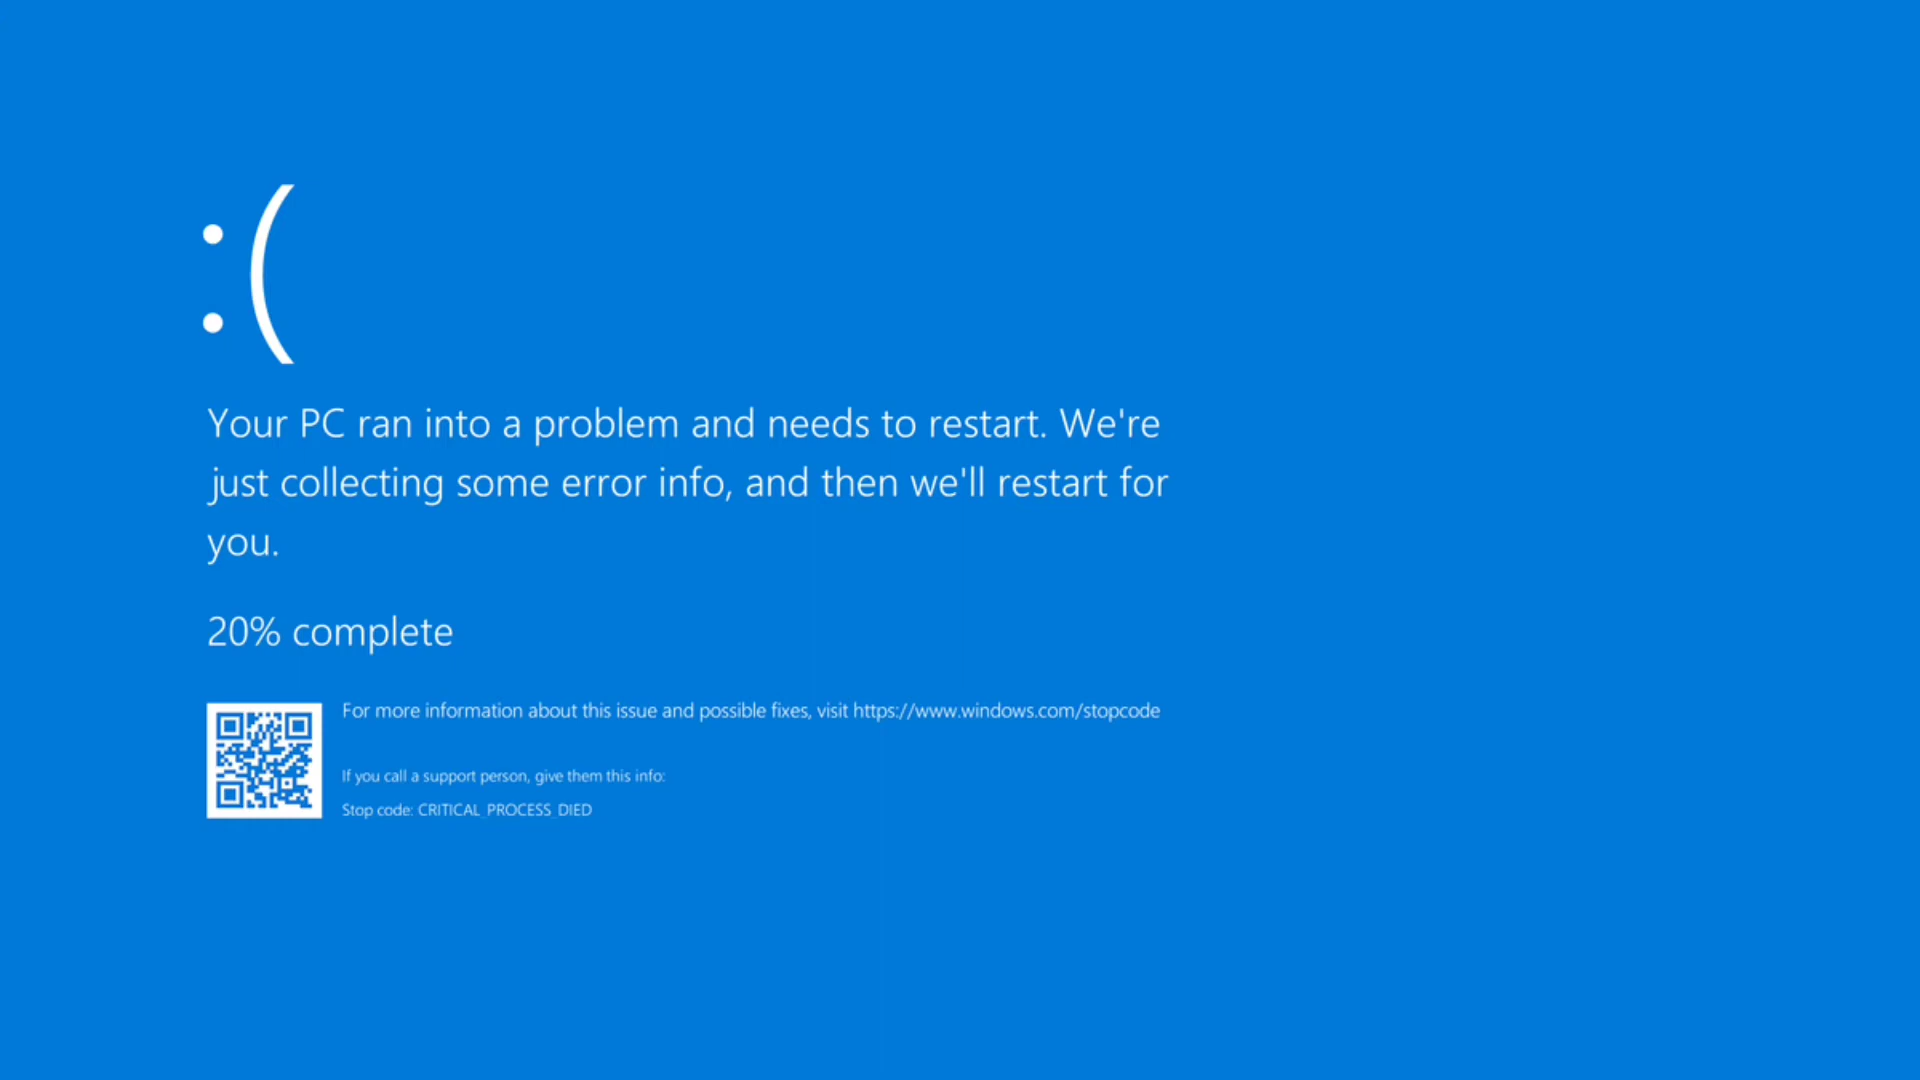 :(
Your PC ran into a problem and needs to restart. We're
just collecting some error info, and then we'll restart for
you.
20% complete
For more information about this issue and possible fixes, visit https://www.windows.com/stopcode
If you call a support person, give them this info:
Stop code: CRITICAL_PROCESS_DIED